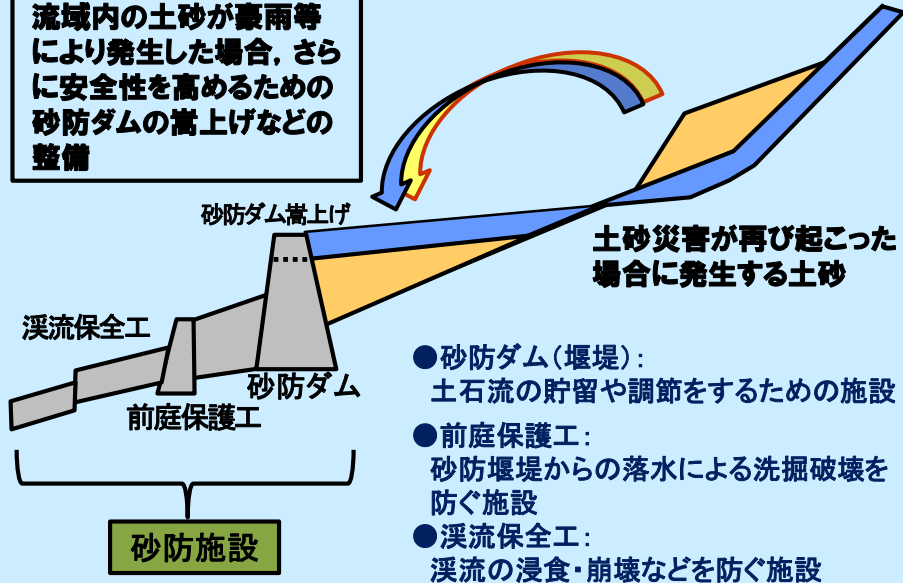 流域内の土砂が豪雨等
により発生した場合，さら
に安全性を高めるための
砂防ダムの嵩上げなどの
整備
砂防ダム嵩上げ
土砂災害が再び起こった
場合に発生する土砂
渓流保全工
砂防ダム
前庭保護工
砂防施設
●砂防ダム（堰堤）：
土石流の貯留や調節をするための施設
●前庭保護工：
砂防堰堤からの落水による洗掘破壊を
防ぐ施設
●渓流保全工：
渓流の浸食・崩壊などを防ぐ施設